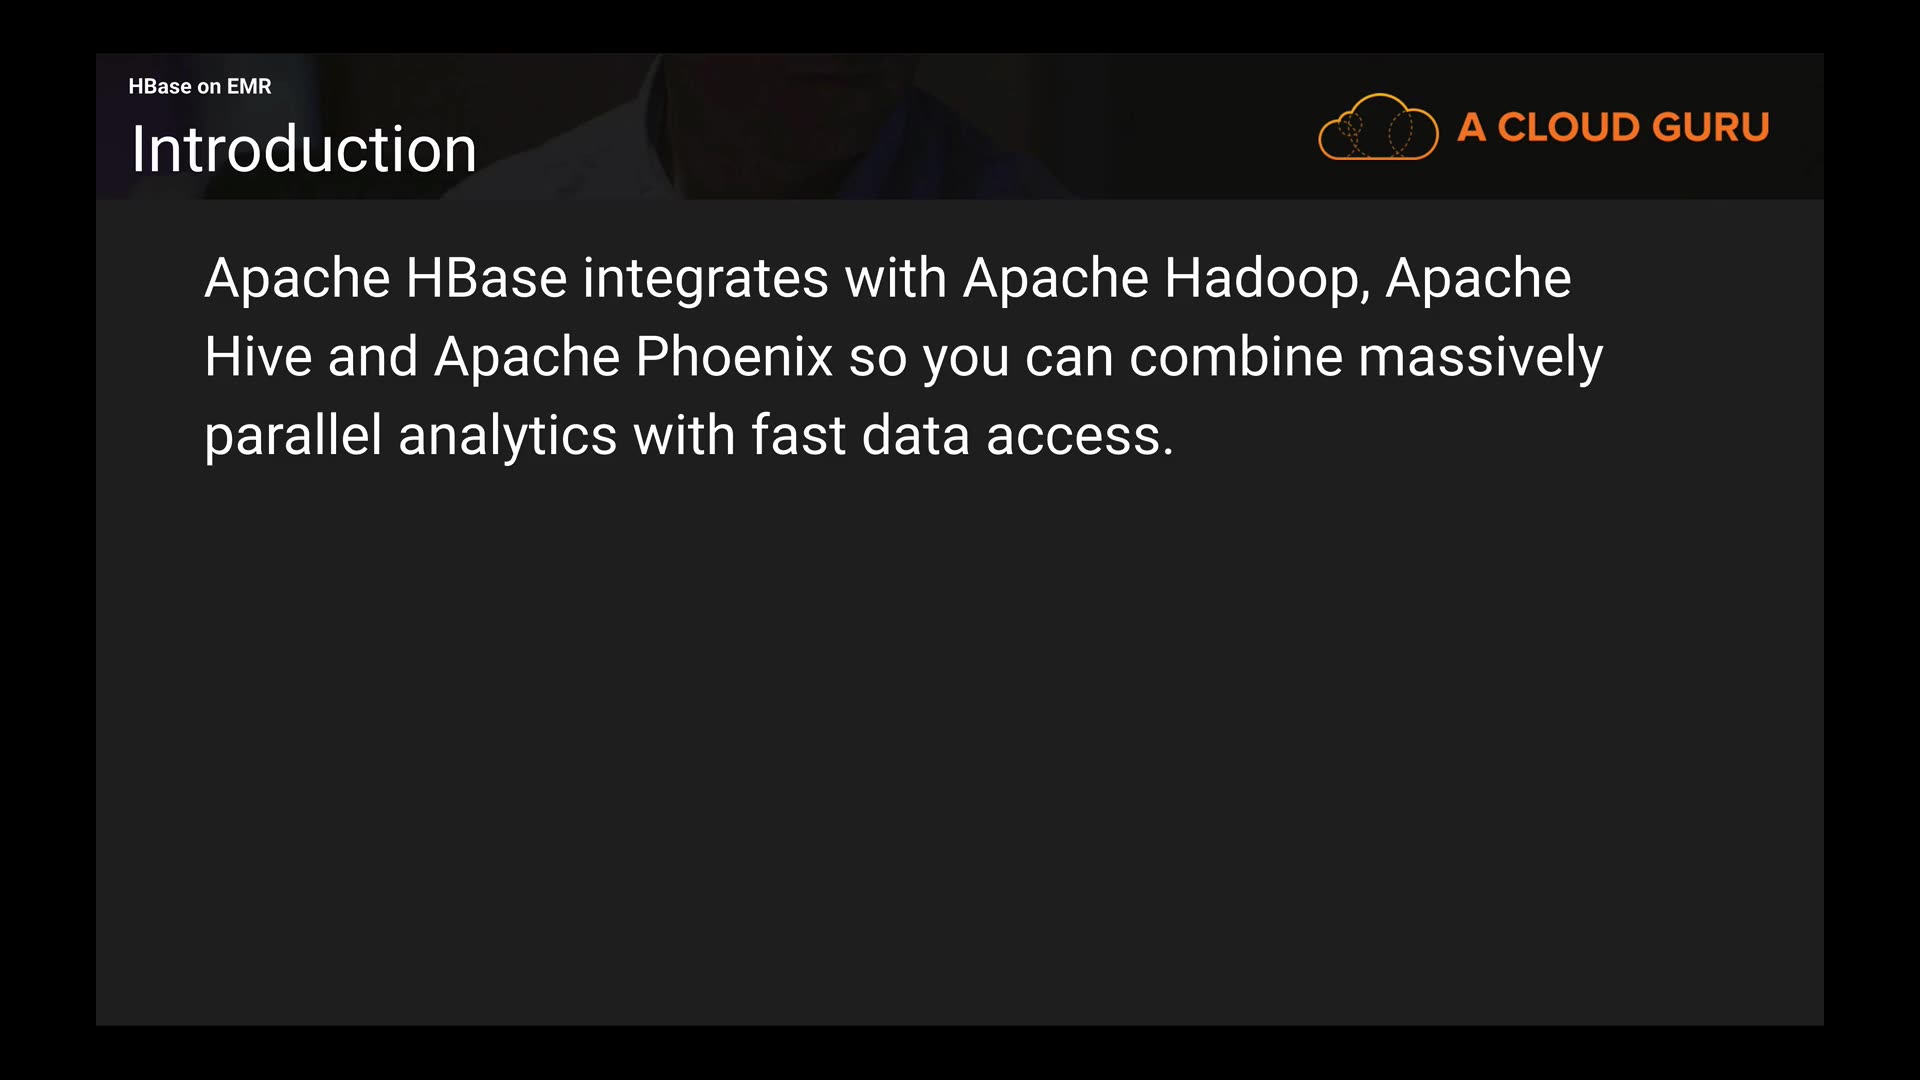 HBase on EMR
Introduction
A CLOUD GURU
Apache HBase integrates with Apache Hadoop, Apache
Hive and Apache Phoenix so you can combine massively
parallel analytics with fast data access.